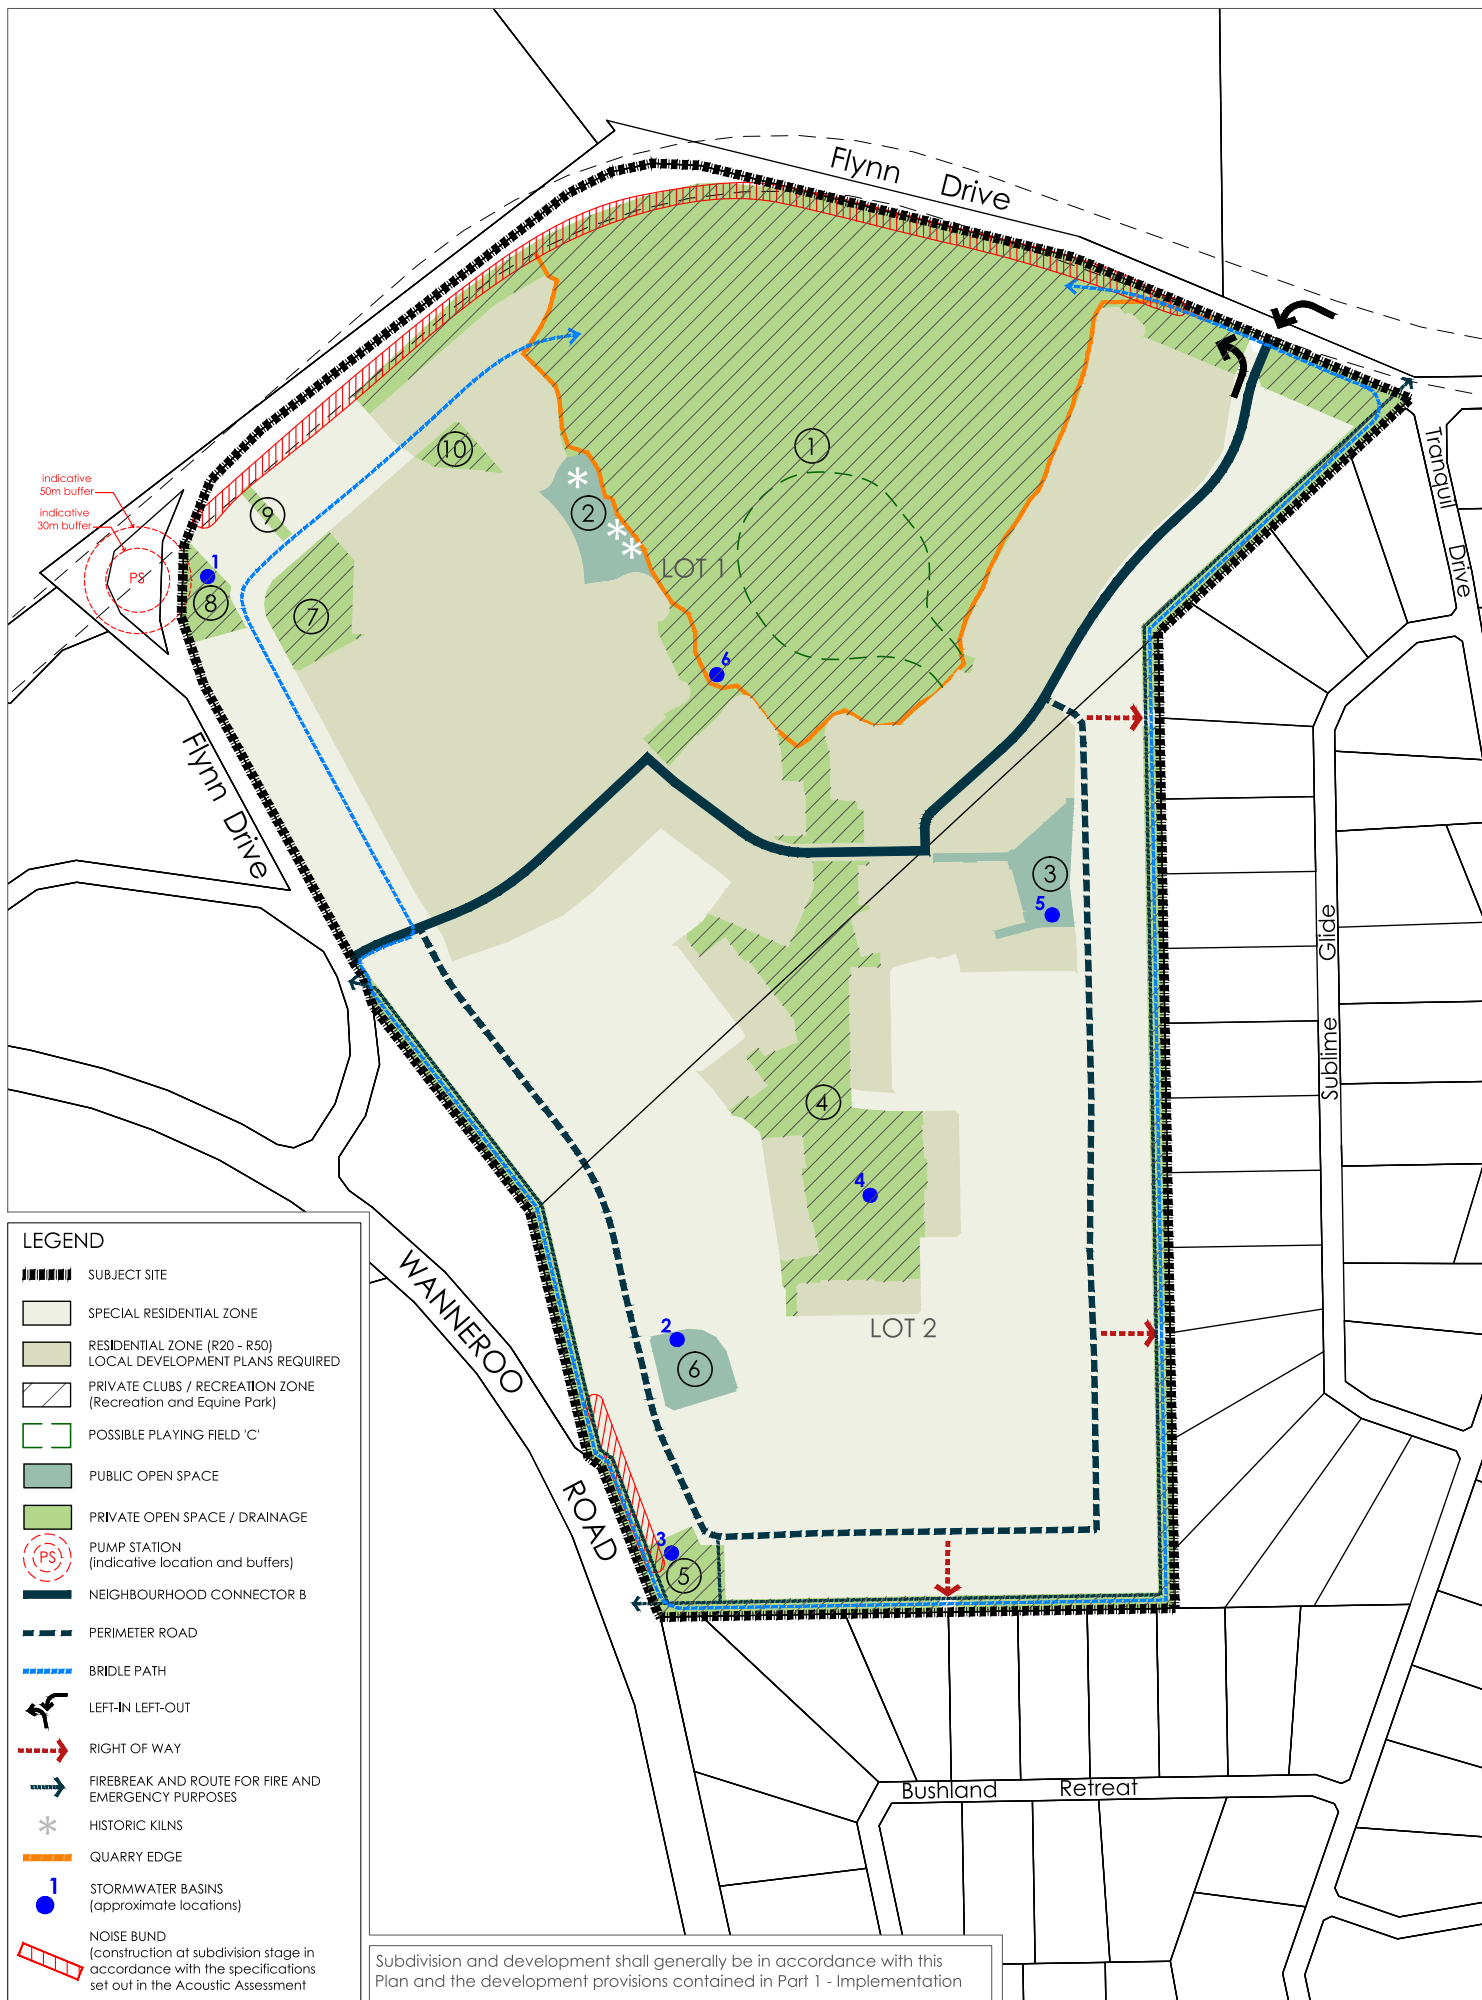 Flynn Drive
indicative
50m buffer
indicative
30m buffer
PS
1
8
9
10
7
2
1
LOT 1
6
Tranquil Drive
Flynn Drive
3
5
Sublime Glide
4
4
LOT 2
2
6
3
5
WANNEROO ROAD
Bushland Retreat
LEGEND
SUBJECT SITE
SPECIAL RESIDENTIAL ZONE
RESIDENTIAL ZONE (R20 - R50)
LOCAL DEVELOPMENT PLANS REQUIRED
PRIVATE CLUBS / RECREATION ZONE
(Recreation and Equine Park)
POSSIBLE PLAYING FIELD 'C'
PUBLIC OPEN SPACE
PRIVATE OPEN SPACE / DRAINAGE
PS
PUMP STATION
(indicative location and buffers)
NEIGHBOURHOOD CONNECTOR B
PERIMETER ROAD
BRIDLE PATH
LEFT-IN LEFT-OUT
RIGHT OF WAY
FIREBREAK AND ROUTE FOR FIRE AND
EMERGENCY PURPOSES
HISTORIC KILNS
QUARRY EDGE
1
STORMWATER BASINS
(approximate locations)
NOISE BUND
(construction at subdivision stage in
accordance with the specifications
set out in the Acoustic Assessment
Subdivision and development shall generally be in accordance with this
Plan and the development provisions contained in Part 1 - Implementation